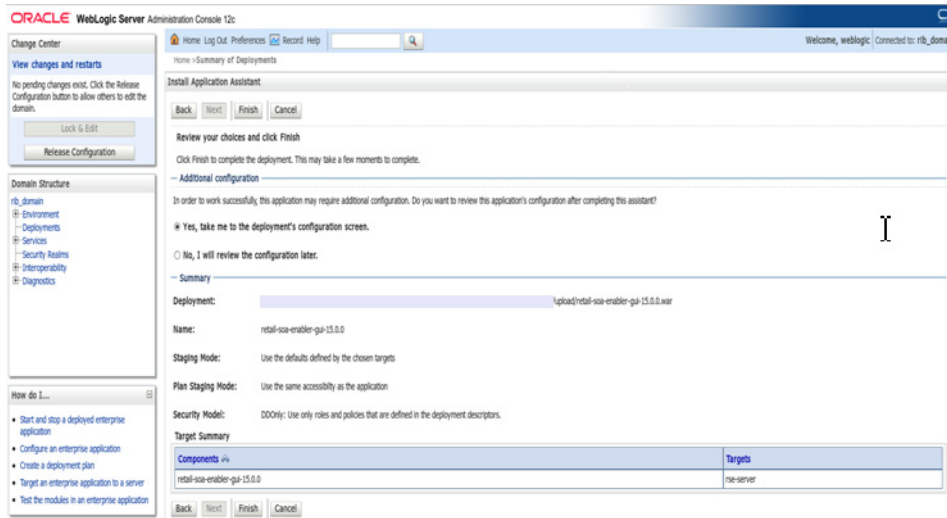 ORACLE WebLogic Server Administration Console 12c
Change Center
View changes and restarts
No pending changes exist. Click the Release
Configuration button to allow others to edit the
domain.
Lock & Edit
Release Configuration
Domain Structure
rib_domain
Environment
Deployments
Services
Security Realms
Interoperability
Diagnostics
How do I...
Start and stop a deployed enterprise
application
Configure an enterprise application
Create a deployment plan
Target an enterprise application to a server
Test the modules in an enterprise application
Home Log Out Preferences Record Help
Welcome, weblogic Connected to: rib_doma
Home >Summary of Deployments
Install Application Assistant
Back Next Finish Cancel
Review your choices and click Finish
Click Finish to complete the deployment. This may take a few moments to complete.
Additional configuration
In order to work successfully, this application may require additional configuration. Do you want to review this application's configuration after completing this assistant?
Yes, take me to the deployment's configuration screen.
No, I will review the configuration later.
Summary
Deployment: /upload/retail-soa-enabler-gui-15.0.0.war
Name: retail-soa-enabler-gui-15.0.0
Staging Mode: Use the defaults defined by the chosen targets
Plan Staging Mode: Use the same accessibilty as the application
Security Model: DDOnly: Use only roles and policies that are defined in the deployment descriptors.
Target Summary
Components Targets
retail-soa-enabler-gui-15.0.0 rse-server
Back Next Finish Cancel